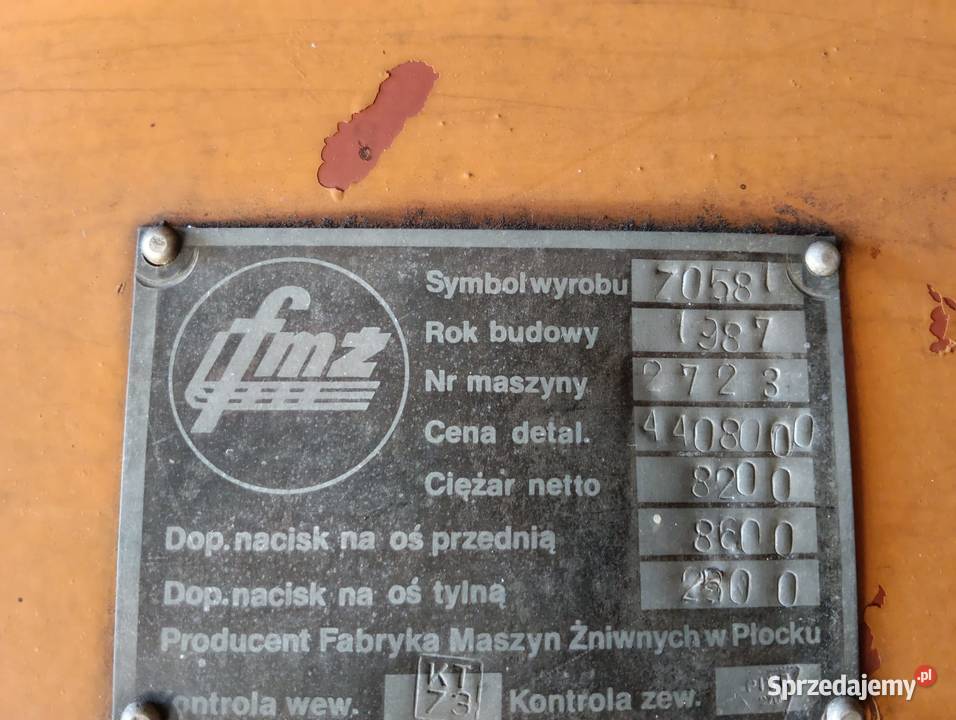 fmż
Symbol wyrobu 70581
Rok budowy 1987
Nr maszyny 2723
Cena detal. 4408000
Ciężar netto 8200
Dop. nacisk na oś przednią 8600
Dop. nacisk na oś tylną 2500
Producent Fabryka Maszyn Żniwnych w Płocku
ontrola wew. KT 73 Kontrola zew.
Sprzedajemy.pl